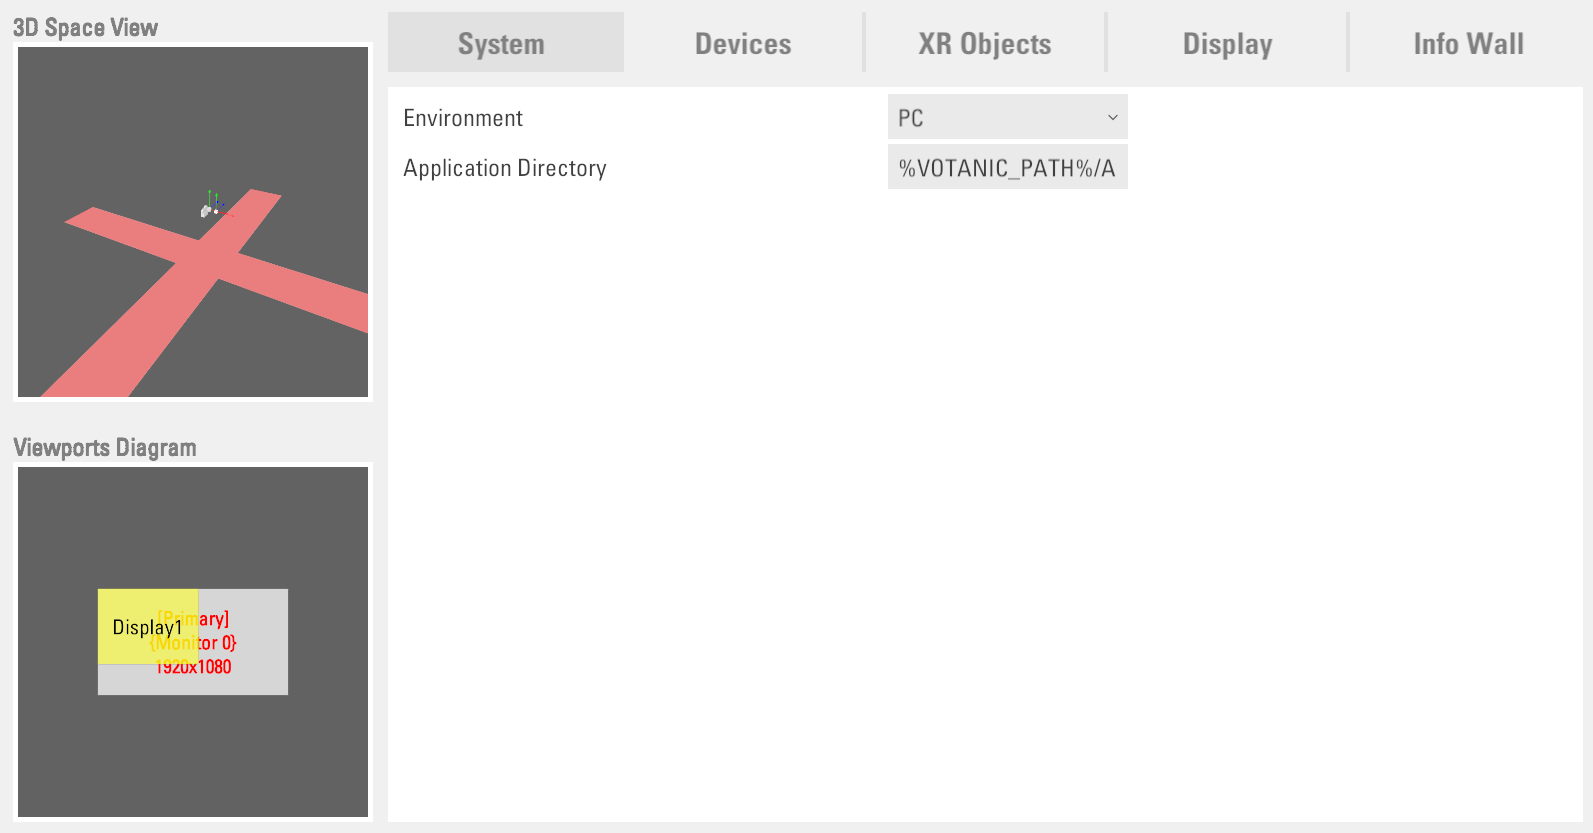 3D Space View
System
Devices
XR Objects
Display
Info Wall
Environment
PC
Application Directory
%VOTANIC_PATH%/A
Viewports Diagram
[Primary]
Display1
{Monitor 0}
1920x1080